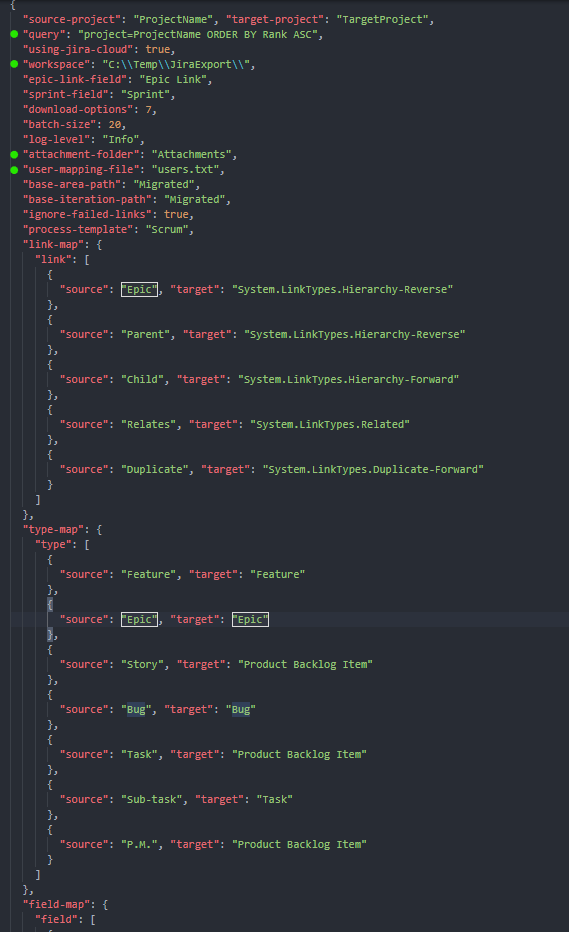 {
"source-project": "ProjectName", "target-project": "TargetProject",
"query": "project=ProjectName ORDER BY Rank ASC",
"using-jira-cloud": true,
"workspace": "C:\\Temp\\JiraExport\\",
"epic-link-field": "Epic Link",
"sprint-field": "Sprint",
"download-options": 7,
"batch-size": 20,
"log-level": "Info",
"attachment-folder": "Attachments",
"user-mapping-file": "users.txt",
"base-area-path": "Migrated",
"base-iteration-path": "Migrated",
"ignore-failed-links": true,
"process-template": "Scrum",
"link-map": {
"link": [
{
"source": "Epic", "target": "System.LinkTypes.Hierarchy-Reverse"
},
{
"source": "Parent", "target": "System.LinkTypes.Hierarchy-Reverse"
},
{
"source": "Child", "target": "System.LinkTypes.Hierarchy-Forward"
},
{
"source": "Relates", "target": "System.LinkTypes.Related"
},
{
"source": "Duplicate", "target": "System.LinkTypes.Duplicate-Forward"
}
]
},
"type-map": {
"type": [
{
"source": "Feature", "target": "Feature"
},
{
"source": "Epic", "target": "Epic"
},
{
"source": "Story", "target": "Product Backlog Item"
},
{
"source": "Bug", "target": "Bug"
},
{
"source": "Task", "target": "Product Backlog Item"
},
{
"source": "Sub-task", "target": "Task"
},
{
"source": "P.M.", "target": "Product Backlog Item"
}
]
},
"field-map": {
"field": [